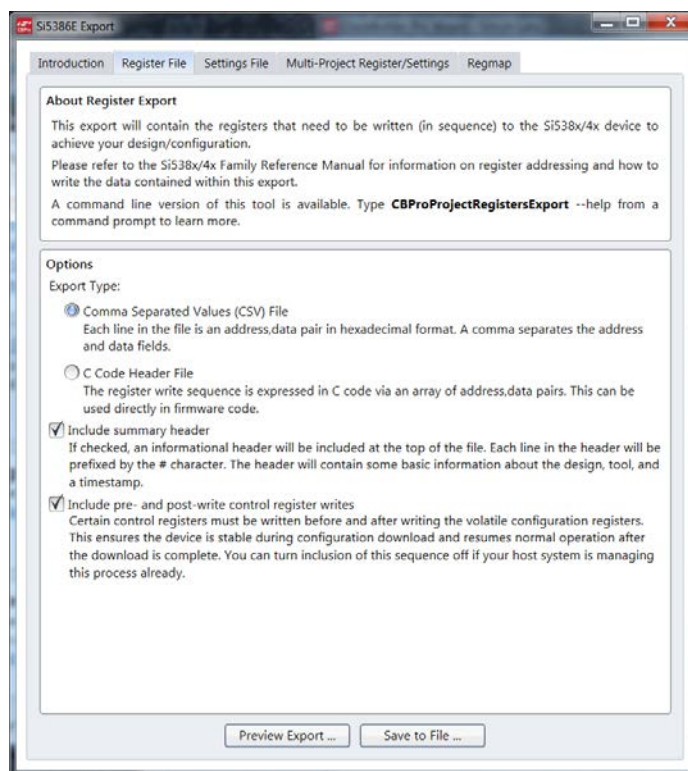 Si5386E Export
Introduction Register File Settings File Multi-Project Register/Settings Regmap
About Register Export
This export will contain the registers that need to be written (in sequence) to the Si538x/4x device to
achieve your design/configuration.
Please refer to the Si538x/4x Family Reference Manual for information on register addressing and how to
write the data contained within this export.
A command line version of this tool is available. Type CBProProjectRegistersExport --help from a
command prompt to learn more.
Options
Export Type:
Comma Separated Values (CSV) File
Each line in the file is an address,data pair in hexadecimal format. A comma separates the address
and data fields.
C Code Header File
The register write sequence is expressed in C code via an array of address,data pairs. This can be
used directly in firmware code.
Include summary header
If checked, an informational header will be included at the top of the file. Each line in the header will be
prefixed by the # character. The header will contain some basic information about the design, tool, and
a timestamp.
Include pre- and post-write control register writes
Certain control registers must be written before and after writing the volatile configuration registers.
This ensures the device is stable during configuration download and resumes normal operation after
the download is complete. You can turn inclusion of this sequence off if your host system is managing
this process already.
Preview Export ... Save to File ...